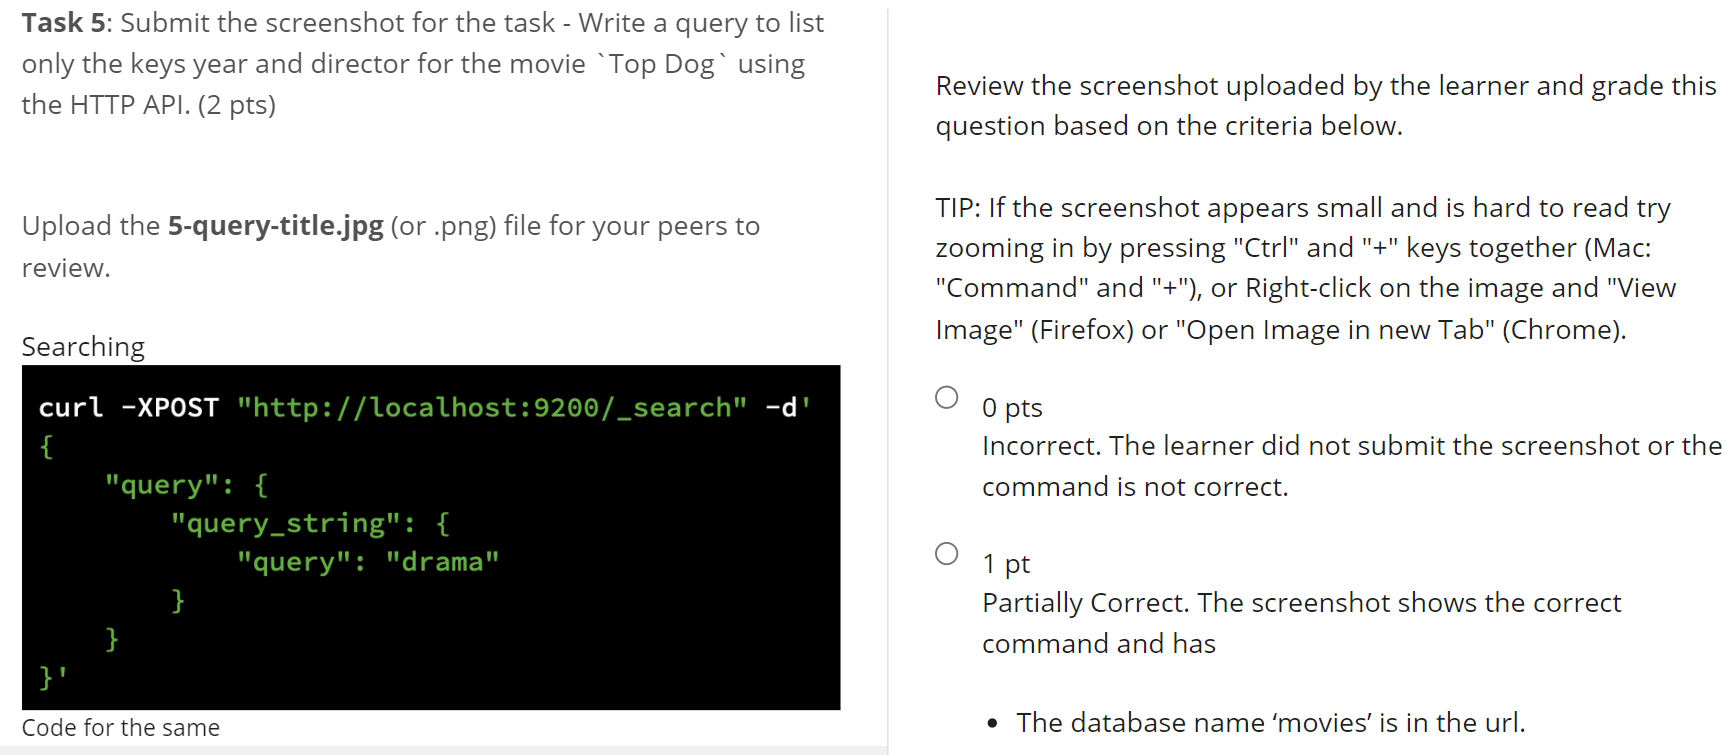 Task 5: Submit the screenshot for the task - Write a query to list
only the keys year and director for the movie `Top Dog` using
the HTTP API. (2 pts)
Upload the 5-query-title.jpg (or .png) file for your peers to
review.
Searching
curl -XPOST "http://localhost:9200/_search" -d'
{
    "query": {
        "query_string": {
            "query": "drama"
        }
    }
}'
Code for the same
Review the screenshot uploaded by the learner and grade this
question based on the criteria below.
TIP: If the screenshot appears small and is hard to read try
zooming in by pressing "Ctrl" and "+" keys together (Mac:
"Command" and "+"), or Right-click on the image and "View
Image" (Firefox) or "Open Image in new Tab" (Chrome).
0 pts
Incorrect. The learner did not submit the screenshot or the
command is not correct.
1 pt
Partially Correct. The screenshot shows the correct
command and has
• The database name ‘movies’ is in the url.